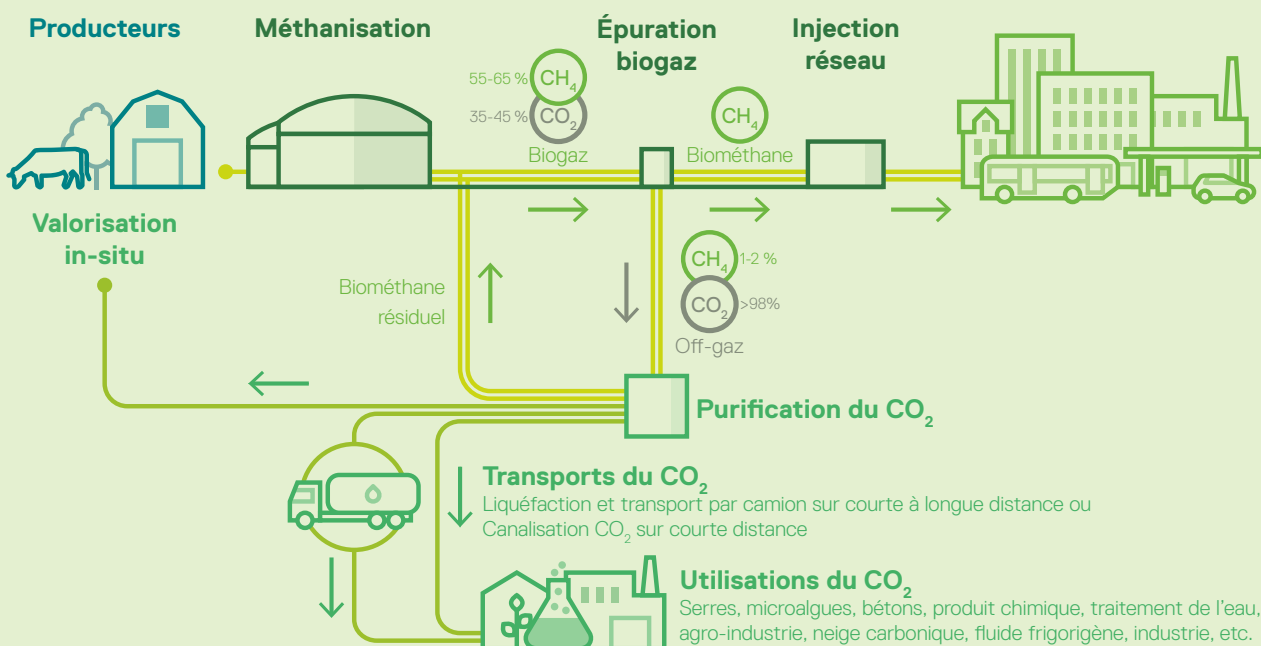 Producteurs
Méthanisation
Épuration
biogaz
Injection
réseau
55-65 %
CH₄
35-45 %
CO₂
Biogaz
CH₄
Biométhane
Valorisation
in-situ
Biométhane
résiduel
CH₄
1-2 %
CO₂
>98%
Off-gaz
Purification du CO₂
Transports du CO₂
Liquéfaction et transport par camion sur courte à longue distance ou
Canalisation CO₂ sur courte distance
Utilisations du CO₂
Serres, microalgues, bétons, produit chimique, traitement de l’eau,
agro-industrie, neige carbonique, fluide frigorigène, industrie, etc.